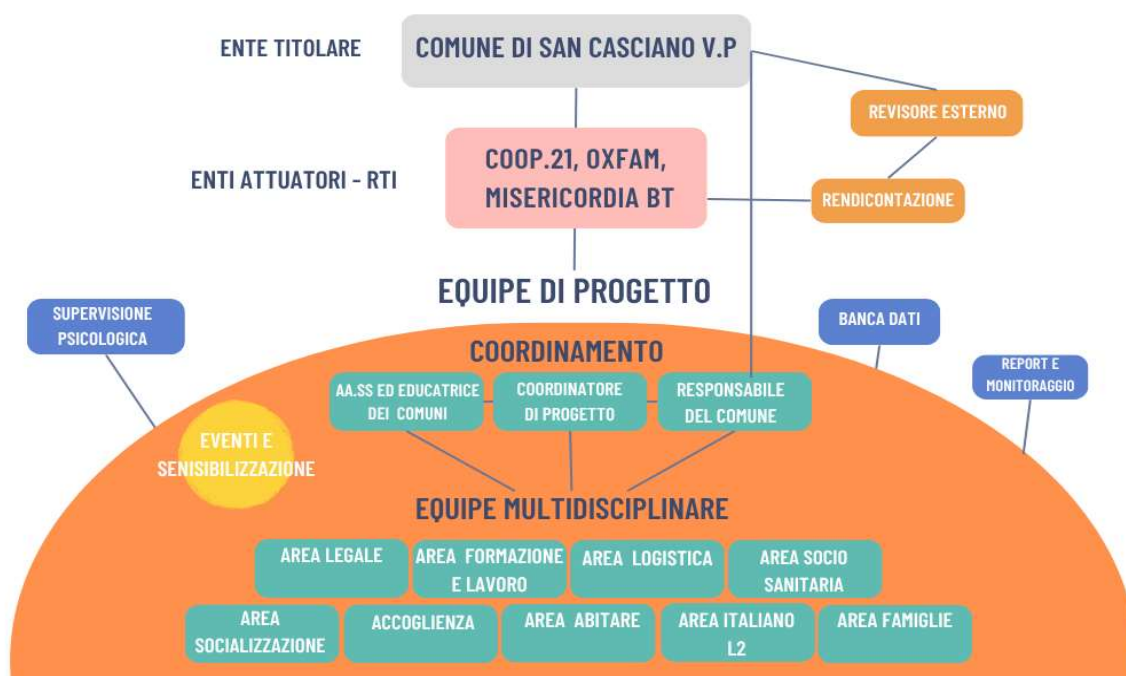 ENTE TITOLARE
COMUNE DI SAN CASCIANO V.P
REVISORE ESTERNO
ENTI ATTUATORI - RTI
COOP.21, OXFAM,
MISERICORDIA BT
RENDICONTAZIONE
EQUIPE DI PROGETTO
SUPERVISIONE
PSICOLOGICA
BANCA DATI
REPORT E
MONITORAGGIO
COORDINAMENTO
AA.SS ED EDUCATRICE
DEI COMUNI
COORDINATORE
DI PROGETTO
RESPONSABILE
DEL COMUNE
EVENTI E
SENISIBILIZZAZIONE
EQUIPE MULTIDISCIPLINARE
AREA LEGALE
AREA FORMAZIONE
E LAVORO
AREA LOGISTICA
AREA SOCIO
SANITARIA
AREA
SOCIALIZZAZIONE
ACCOGLIENZA
AREA ABITARE
AREA ITALIANO
L2
AREA FAMIGLIE